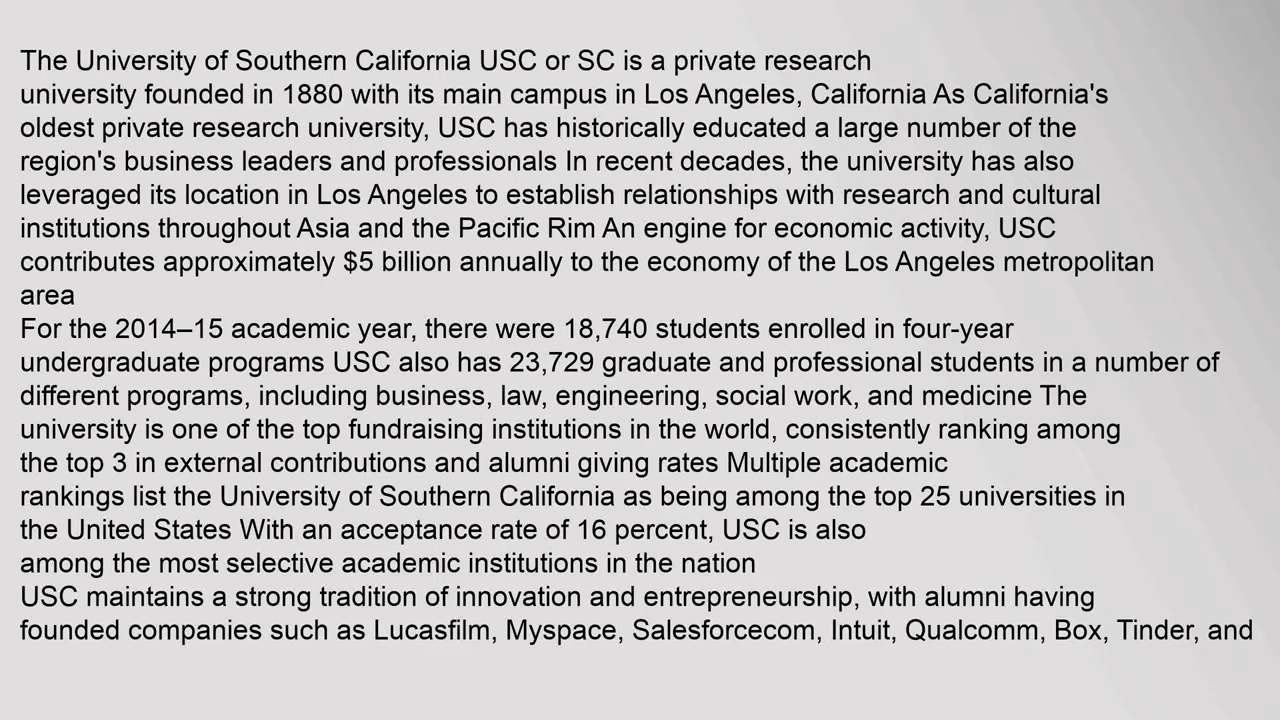 The University of Southern California USC or SC is a private research
university founded in 1880 with its main campus in Los Angeles, California As California's
oldest private research university, USC has historically educated a large number of the
region's business leaders and professionals In recent decades, the university has also
leveraged its location in Los Angeles to establish relationships with research and cultural
institutions throughout Asia and the Pacific Rim An engine for economic activity, USC
contributes approximately $5 billion annually to the economy of the Los Angeles metropolitan
area
For the 2014–15 academic year, there were 18,740 students enrolled in four-year
undergraduate programs USC also has 23,729 graduate and professional students in a number of
different programs, including business, law, engineering, social work, and medicine The
university is one of the top fundraising institutions in the world, consistently ranking among
the top 3 in external contributions and alumni giving rates Multiple academic
rankings list the University of Southern California as being among the top 25 universities in
the United States With an acceptance rate of 16 percent, USC is also
among the most selective academic institutions in the nation
USC maintains a strong tradition of innovation and entrepreneurship, with alumni having
founded companies such as Lucasfilm, Myspace, Salesforcecom, Intuit, Qualcomm, Box, Tinder, and